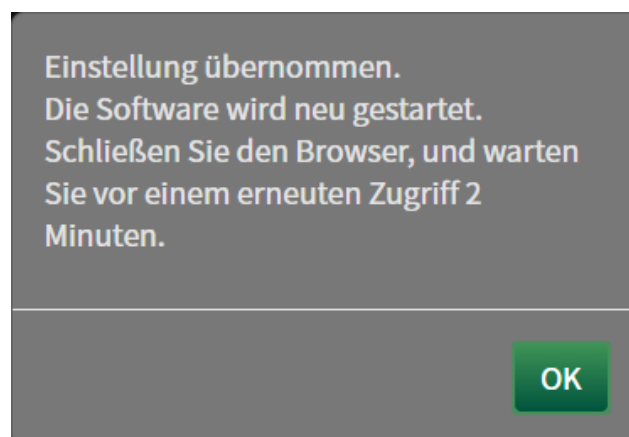 Einstellung übernommen.
Die Software wird neu gestartet.
Schließen Sie den Browser, und warten
Sie vor einem erneuten Zugriff 2
Minuten.
OK